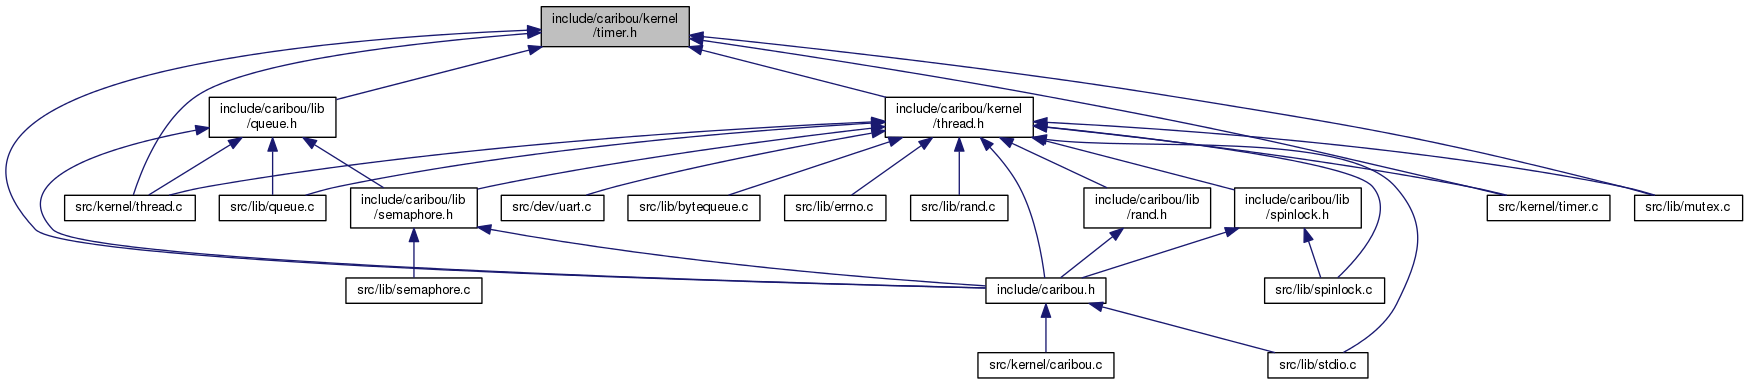 include/caribou/kernel
/timer.h
include/caribou/lib
/queue.h
include/caribou/kernel
/thread.h
src/kernel/thread.c
src/lib/queue.c
include/caribou/lib
/semaphore.h
src/dev/uart.c
src/lib/bytequeue.c
src/lib/errno.c
src/lib/rand.c
include/caribou/lib
/rand.h
include/caribou/lib
/spinlock.h
src/kernel/timer.c
src/lib/mutex.c
src/lib/semaphore.c
include/caribou.h
src/lib/spinlock.c
src/kernel/caribou.c
src/lib/stdio.c